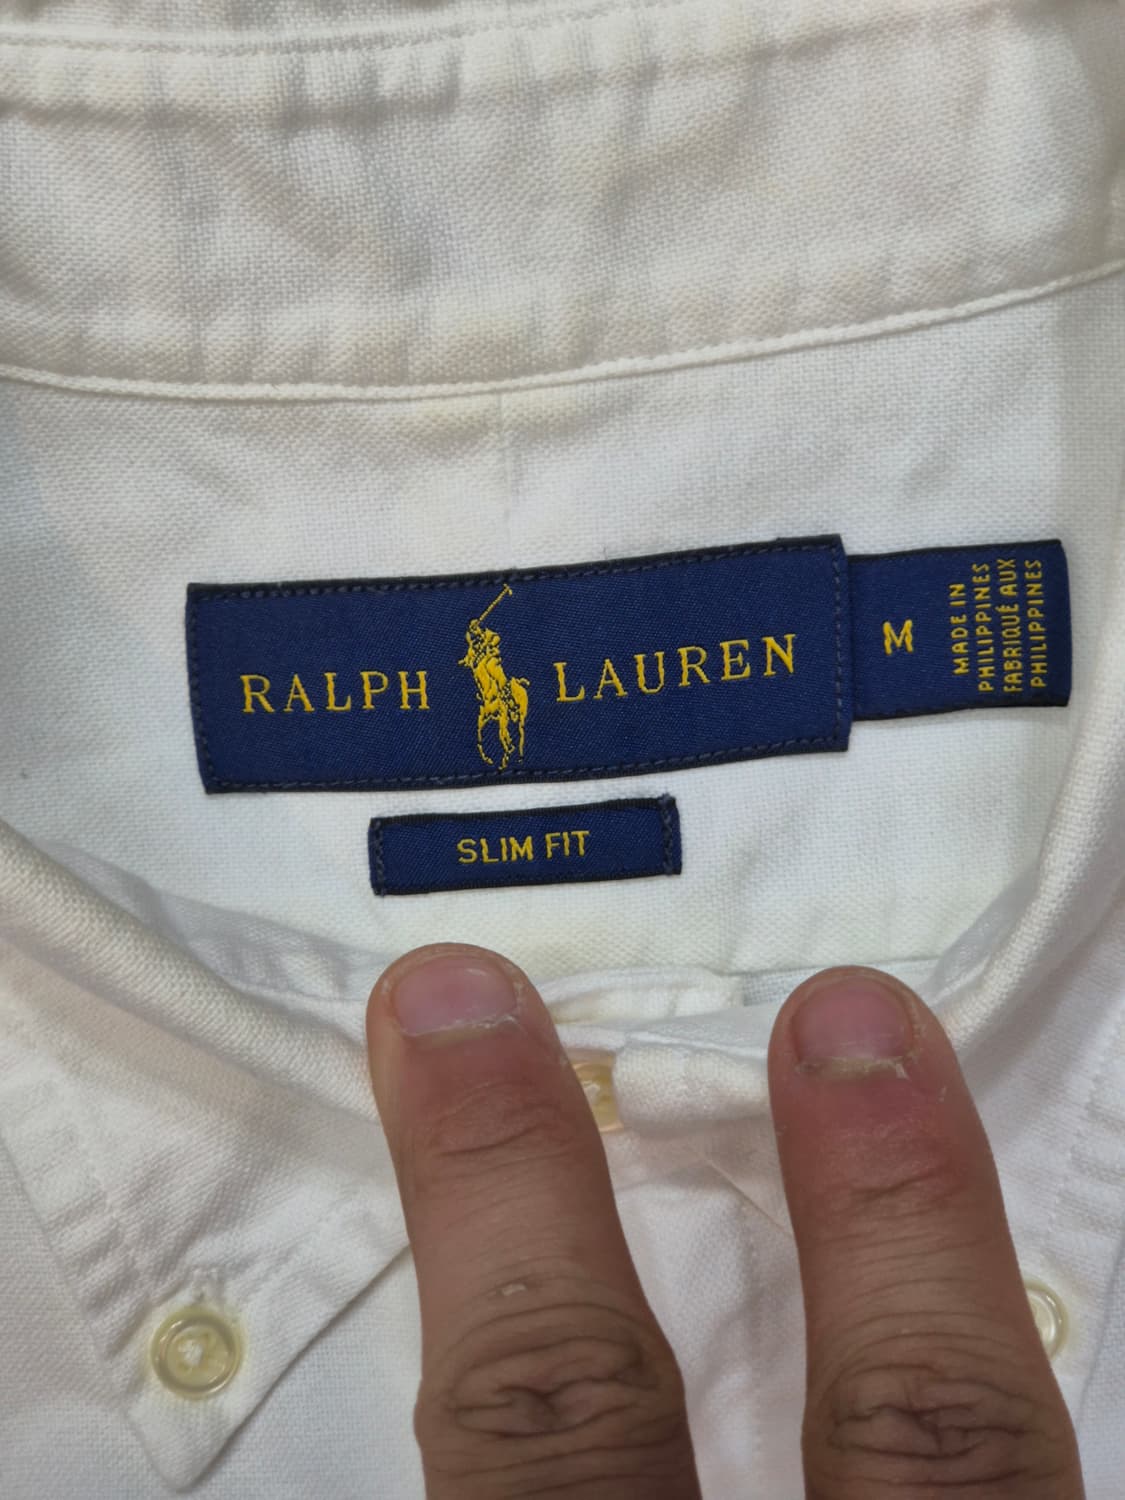 RALPH LAUREN
M
MADE IN
PHILIPPINES
FABRIQUÉ AUX
PHILIPPINES
SLIM FIT